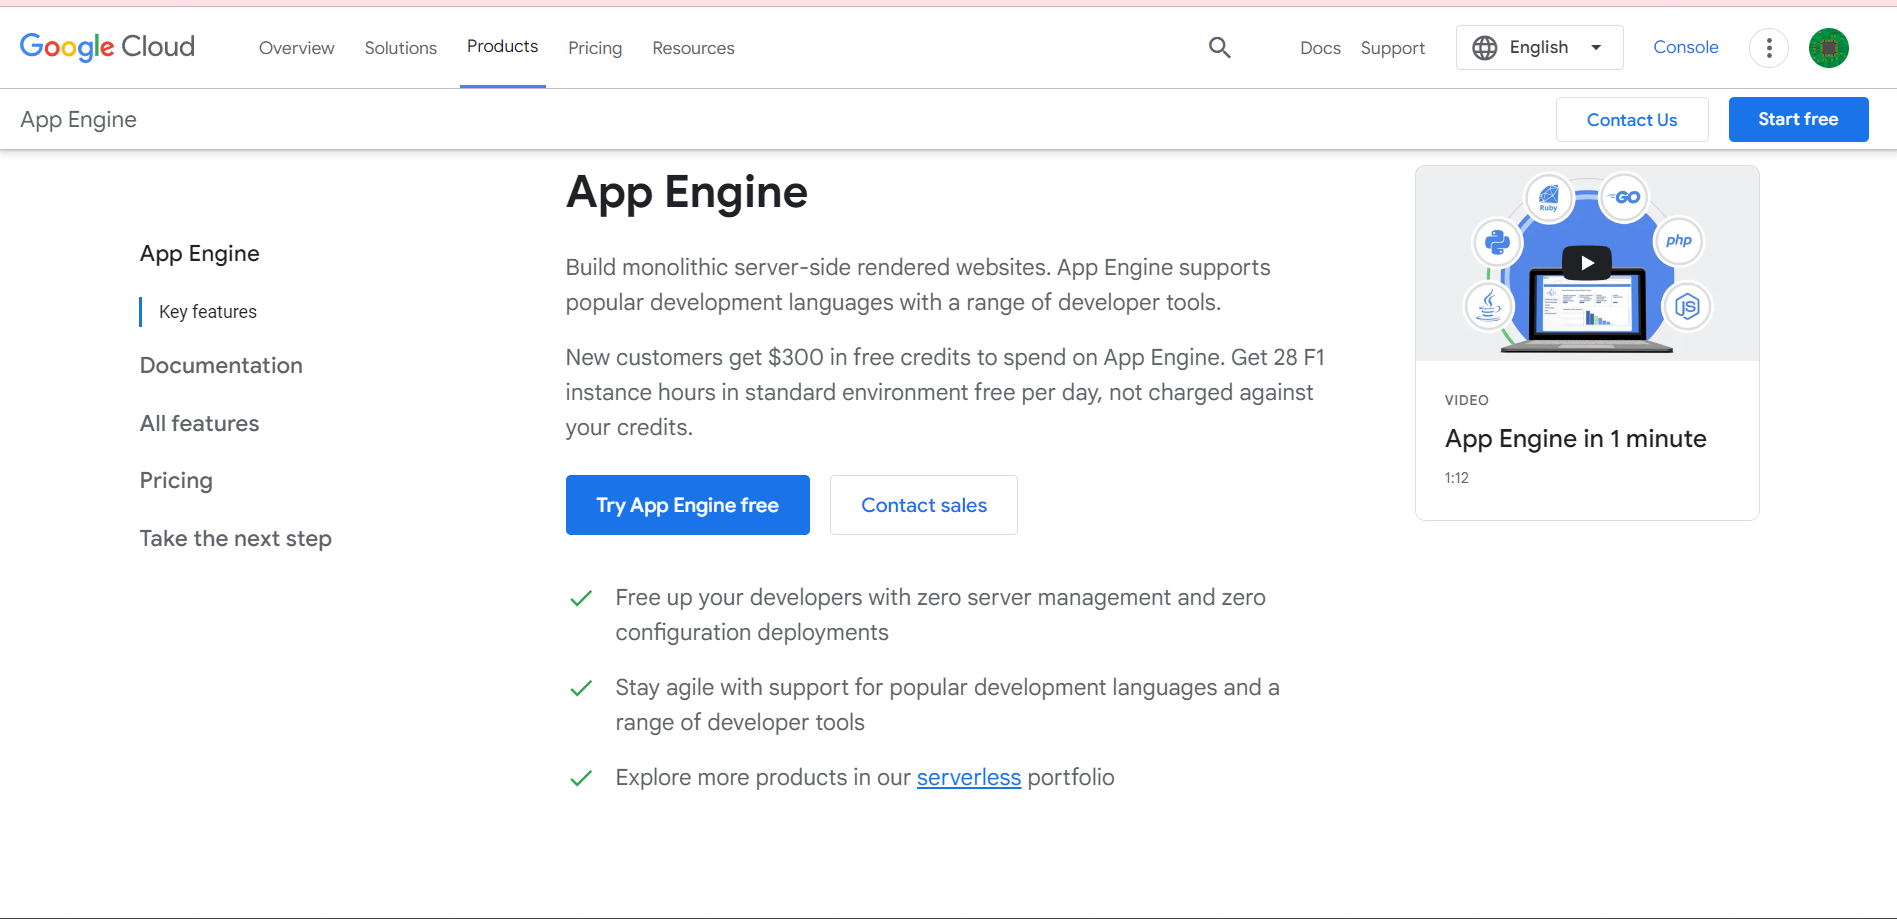 Google Cloud
Overview
Solutions
Products
Pricing
Resources
Docs
Support
English
Console
App Engine
Contact Us
Start free
App Engine
Key features
Documentation
All features
Pricing
Take the next step
App Engine
Build monolithic server-side rendered websites. App Engine supports
popular development languages with a range of developer tools.
New customers get $300 in free credits to spend on App Engine. Get 28 F1
instance hours in standard environment free per day, not charged against
your credits.
Try App Engine free
Contact sales
Free up your developers with zero server management and zero
configuration deployments
Stay agile with support for popular development languages and a
range of developer tools
Explore more products in our serverless portfolio
Ruby
GO
php
JS
VIDEO
App Engine in 1 minute
1:12